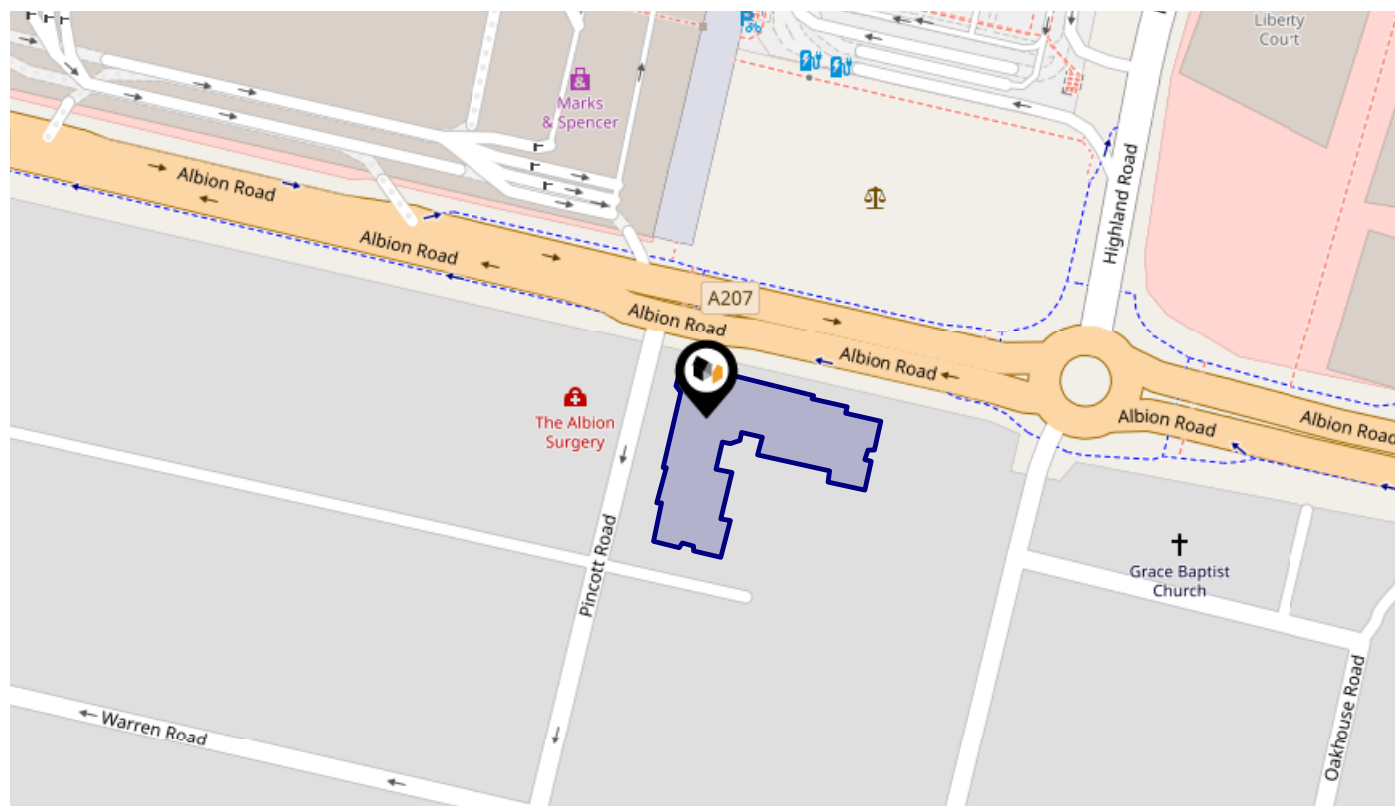 Liberty
Court
Marks
& Spencer
Albion Road
Highland Road
Albion Road
A207
Albion Road
Albion Road
The Albion
Surgery
Albion Road
Albion Road
Pincott Road
Grace Baptist
Church
Oakhouse Road
Warren Road